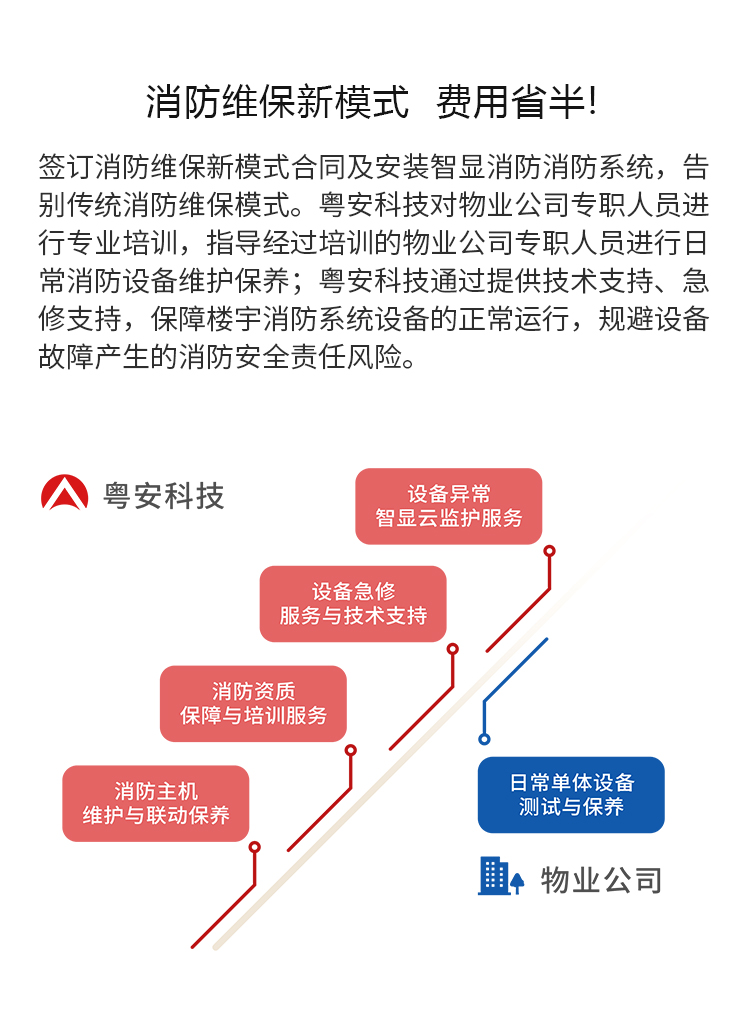 消防维保新模式 费用省半!
签订消防维保新模式合同及安装智显消防消防系统，告
别传统消防维保模式。粤安科技对物业公司专职人员进
行专业培训，指导经过培训的物业公司专职人员进行日
常消防设备维护保养；粤安科技通过提供技术支持、急
修支持，保障楼宇消防系统设备的正常运行，规避设备
故障产生的消防安全责任风险。
粤安科技
设备异常
智显云监护服务
设备急修
服务与技术支持
消防资质
保障与培训服务
消防主机
维护与联动保养
日常单体设备
测试与保养
物业公司